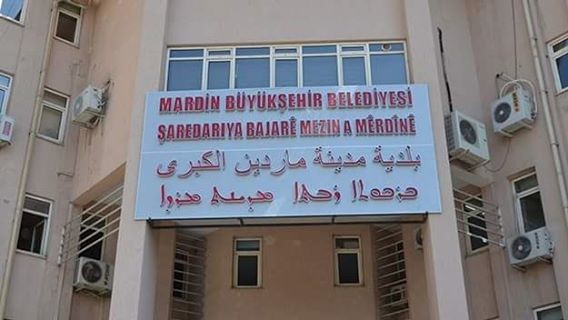 MARDİN BÜYÜKŞEHİR BELEDİYESİ
ŞAREDARIYA BAJARÊ MEZIN A MÊRDÎNÊ
بلدية مدينة ماردين الكبرى